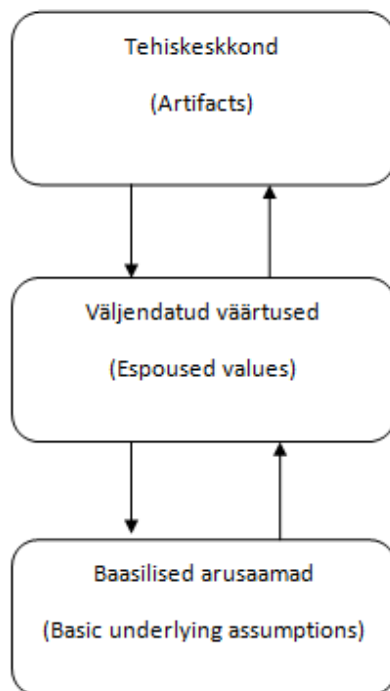 Tehiskeskkond
(Artifacts)
Väljendatud väärtused
(Espoused values)
Baasilised arusaamad
(Basic underlying assumptions)